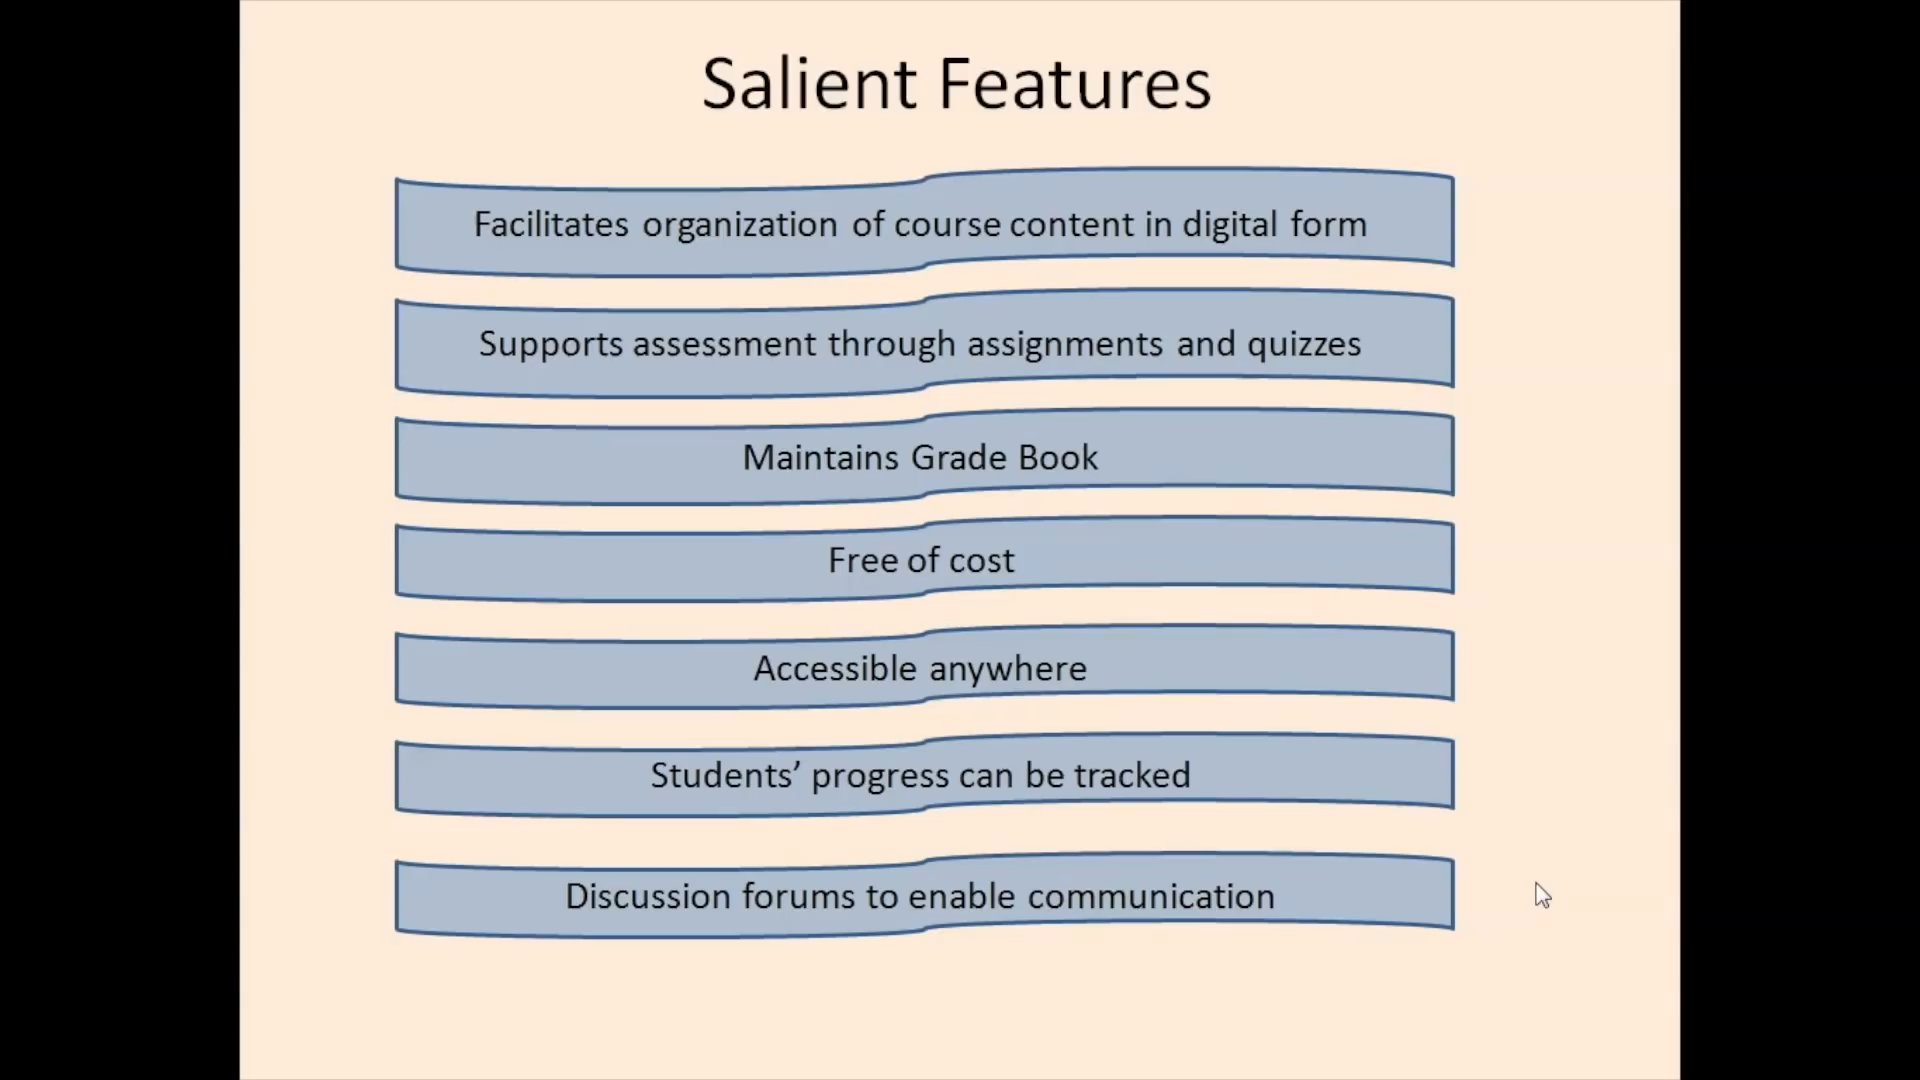 Salient Features
Facilitates organization of course content in digital form
Supports assessment through assignments and quizzes
Maintains Grade Book
Free of cost
Accessible anywhere
Students’ progress can be tracked
Discussion forums to enable communication